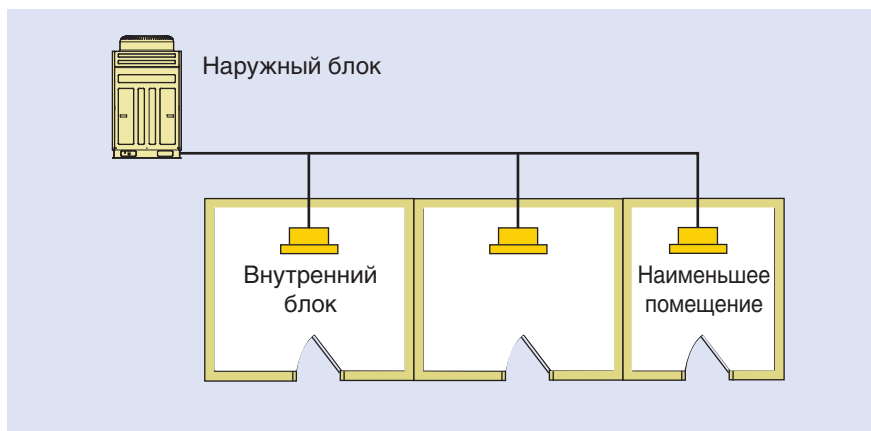 Наружный блок
Внутренний
блок
Наименьшее
помещение